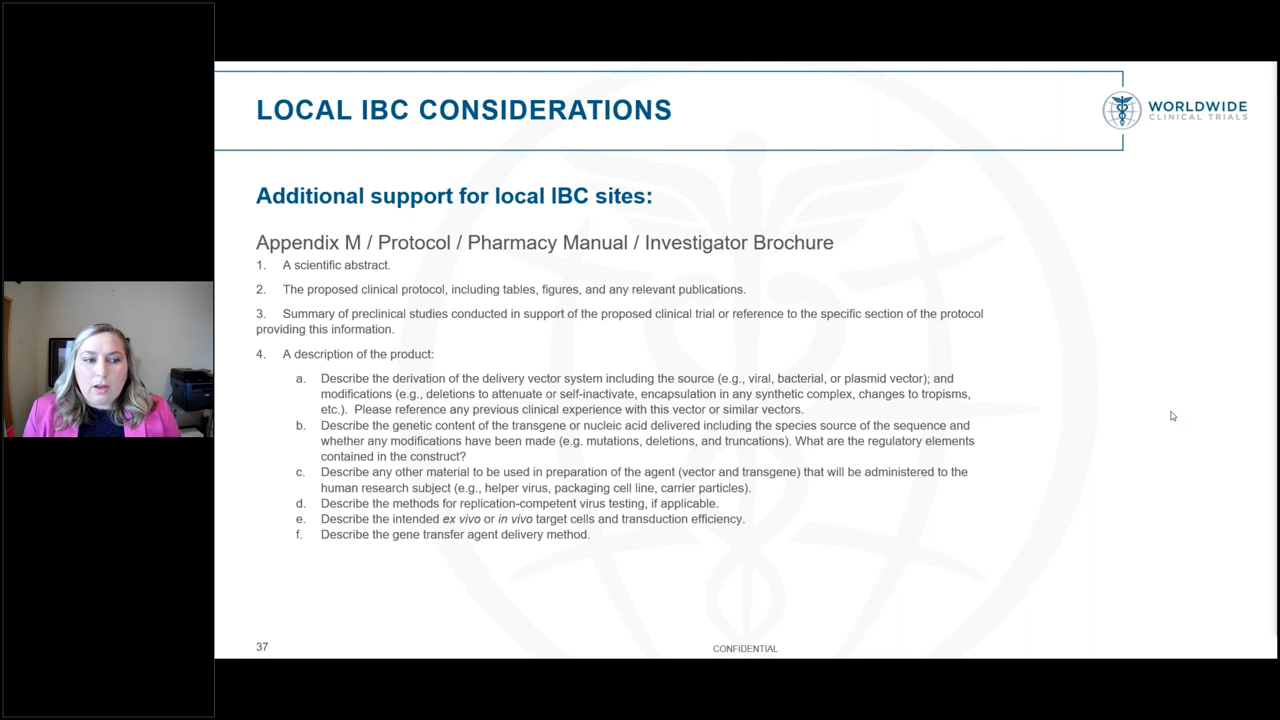 LOCAL IBC CONSIDERATIONS
WORLDWIDE
CLINICAL TRIALS
Additional support for local IBC sites:
Appendix M / Protocol / Pharmacy Manual / Investigator Brochure
1. A scientific abstract.
2. The proposed clinical protocol, including tables, figures, and any relevant publications.
3. Summary of preclinical studies conducted in support of the proposed clinical trial or reference to the specific section of the protocol
providing this information.
4. A description of the product:
a. Describe the derivation of the delivery vector system including the source (e.g., viral, bacterial, or plasmid vector); and
modifications (e.g., deletions to attenuate or self-inactivate, encapsulation in any synthetic complex, changes to tropisms,
etc.). Please reference any previous clinical experience with this vector or similar vectors.
b. Describe the genetic content of the transgene or nucleic acid delivered including the species source of the sequence and
whether any modifications have been made (e.g. mutations, deletions, and truncations). What are the regulatory elements
contained in the construct?
c. Describe any other material to be used in preparation of the agent (vector and transgene) that will be administered to the
human research subject (e.g., helper virus, packaging cell line, carrier particles).
d. Describe the methods for replication-competent virus testing, if applicable.
e. Describe the intended ex vivo or in vivo target cells and transduction efficiency.
f. Describe the gene transfer agent delivery method.
37
CONFIDENTIAL